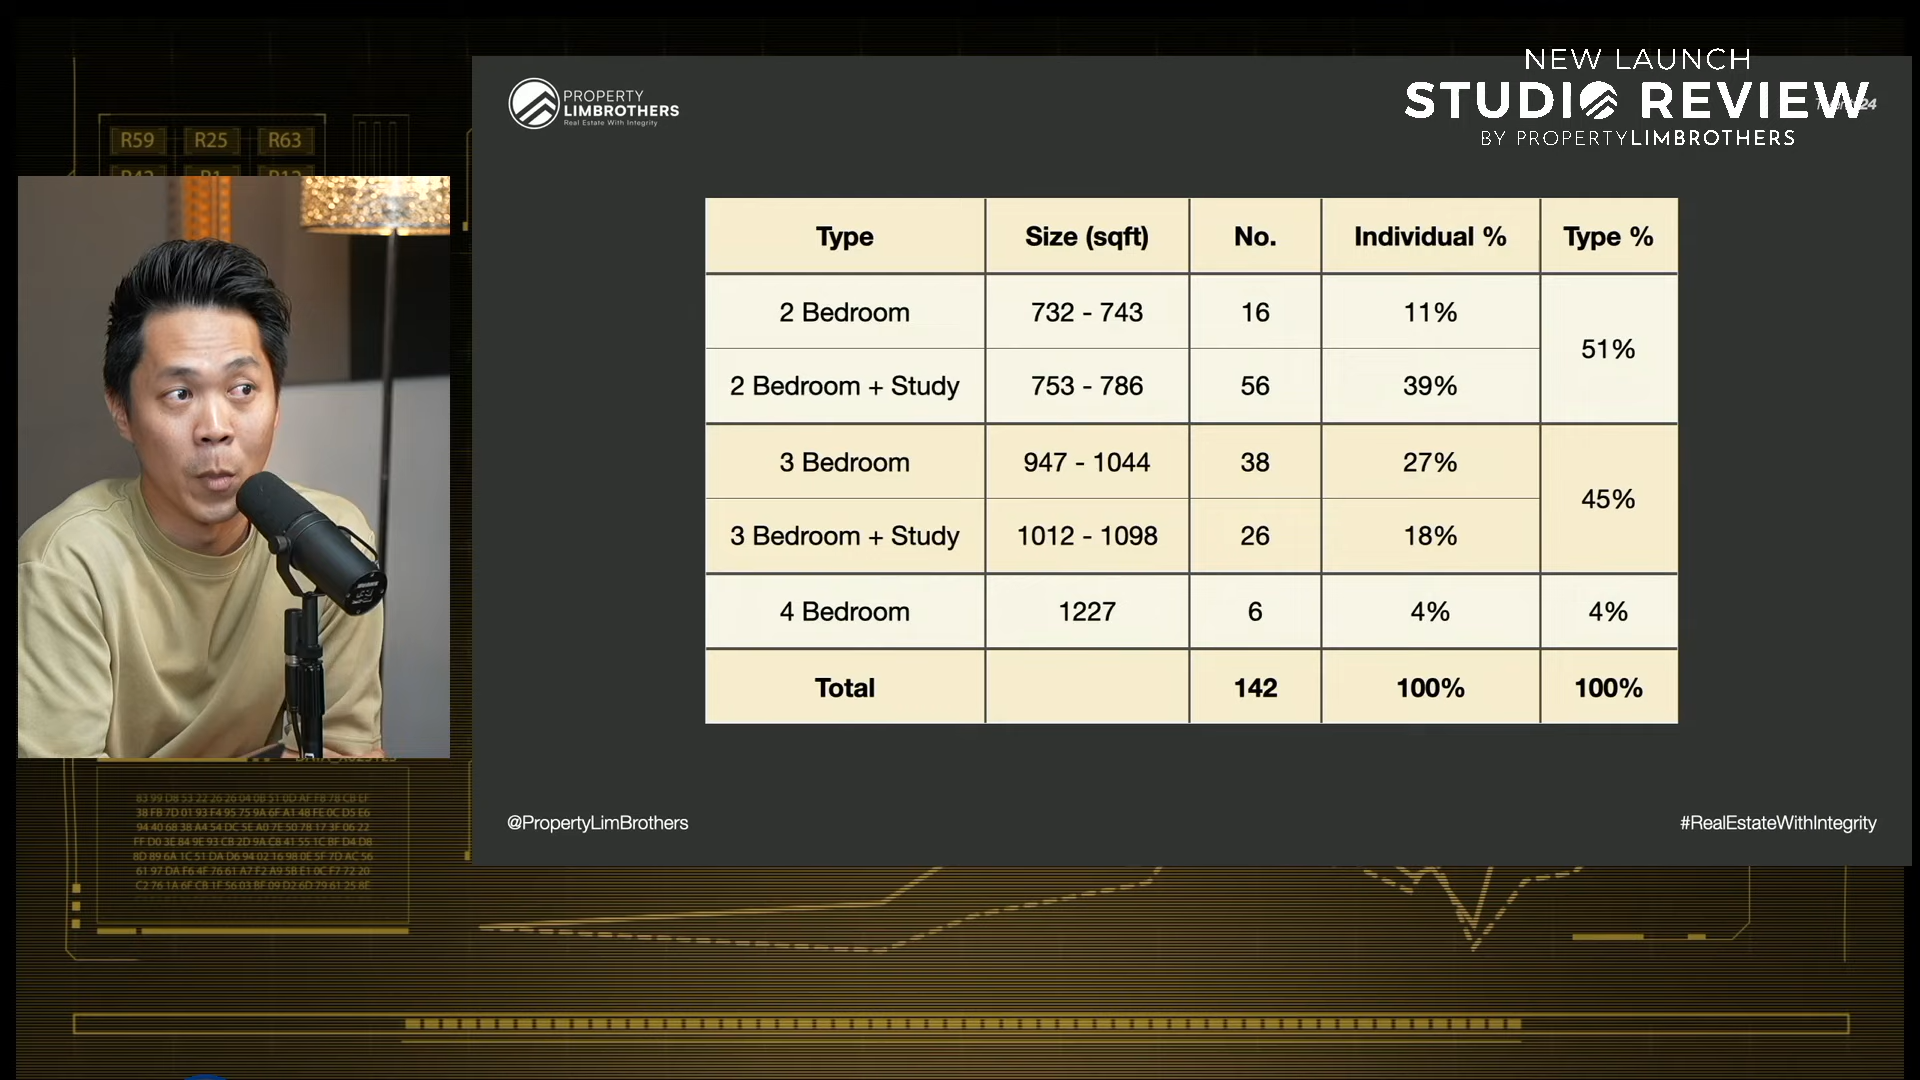 NEW LAUNCH
STUDIO REVIEW
BY PROPERTYLIMBROTHERS
PROPERTY
LIMBROTHERS
Real Estate With Integrity
R59 R25 R63
Type Size (sqft) No. Individual % Type %
2 Bedroom 732 - 743 16 11% 51%
2 Bedroom + Study 753 - 786 56 39%
3 Bedroom 947 - 1044 38 27% 45%
3 Bedroom + Study 1012 - 1098 26 18%
4 Bedroom 1227 6 4% 4%
Total 142 100% 100%
@PropertyLimBrothers
#RealEstateWithIntegrity